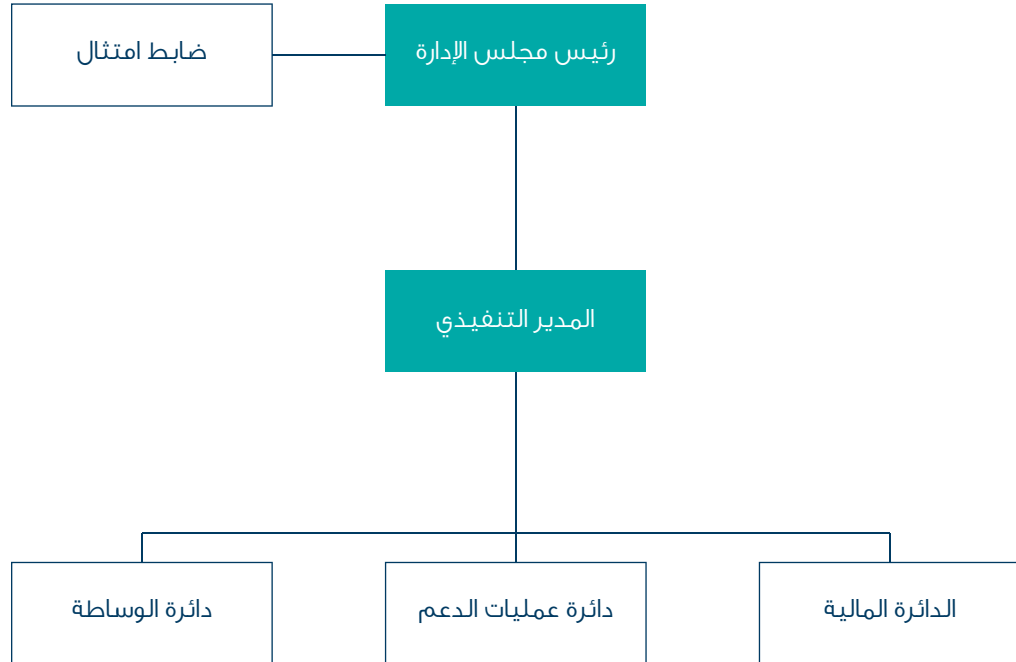 رئيس مجلس الإدارة
ضابط امتثال
المدير التنفيذي
الدائرة المالية
دائرة عمليات الدعم
دائرة الوساطة